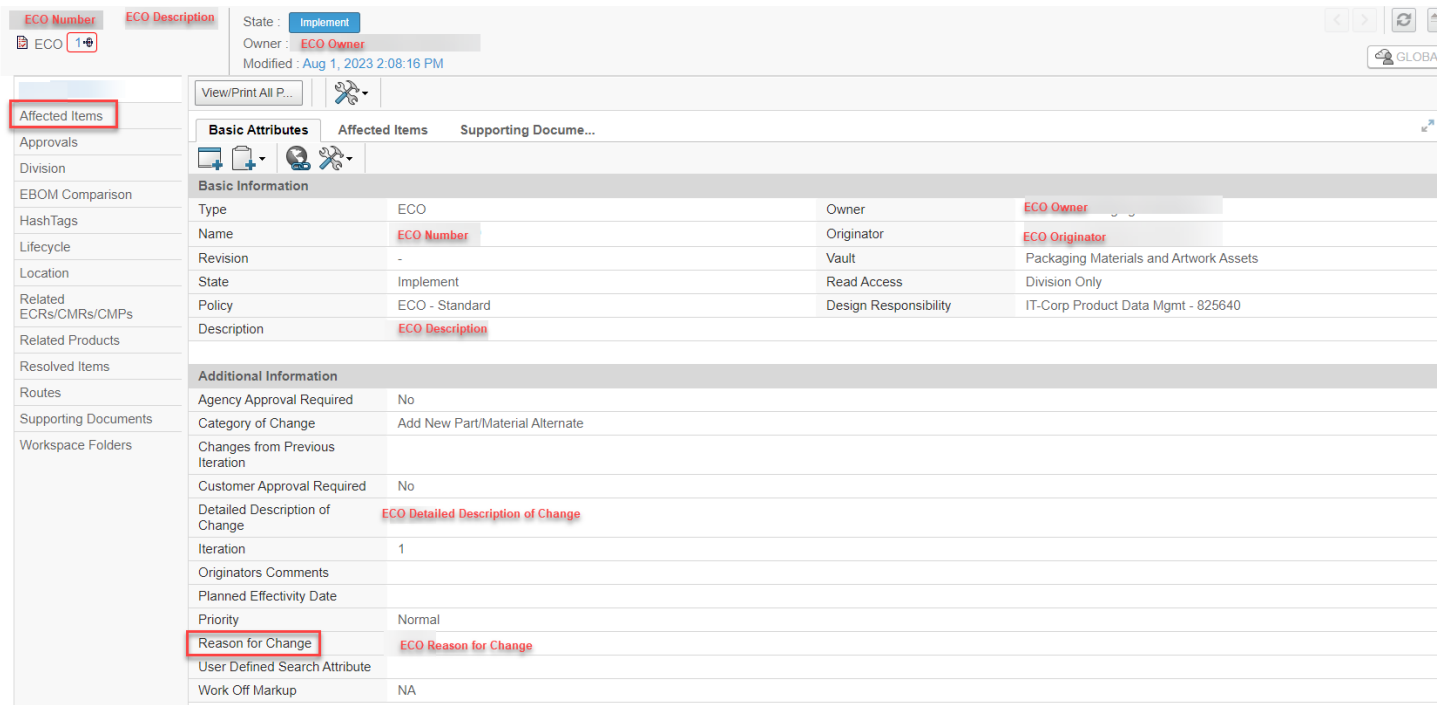 ECO Number ECO Description
ECO 1
State : Implement
Owner : ECO Owner
Modified : Aug 1, 2023 2:08:16 PM
GLOBA
Affected Items
Approvals
Division
EBOM Comparison
HashTags
Lifecycle
Location
Related
ECRs/CMRs/CMPs
Related Products
Resolved Items
Routes
Supporting Documents
Workspace Folders
View/Print All P...
Basic Attributes Affected Items Supporting Docume...
Basic Information
Type ECO Owner ECO Owner
Name ECO Number Originator ECO Originator
Revision - Vault Packaging Materials and Artwork Assets
State Implement Read Access Division Only
Policy ECO - Standard Design Responsibility IT-Corp Product Data Mgmt - 825640
Description ECO Description
Additional Information
Agency Approval Required No
Category of Change Add New Part/Material Alternate
Changes from Previous
Iteration
Customer Approval Required No
Detailed Description of
Change ECO Detailed Description of Change
Iteration 1
Originators Comments
Planned Effectivity Date
Priority Normal
Reason for Change ECO Reason for Change
User Defined Search Attribute
Work Off Markup NA